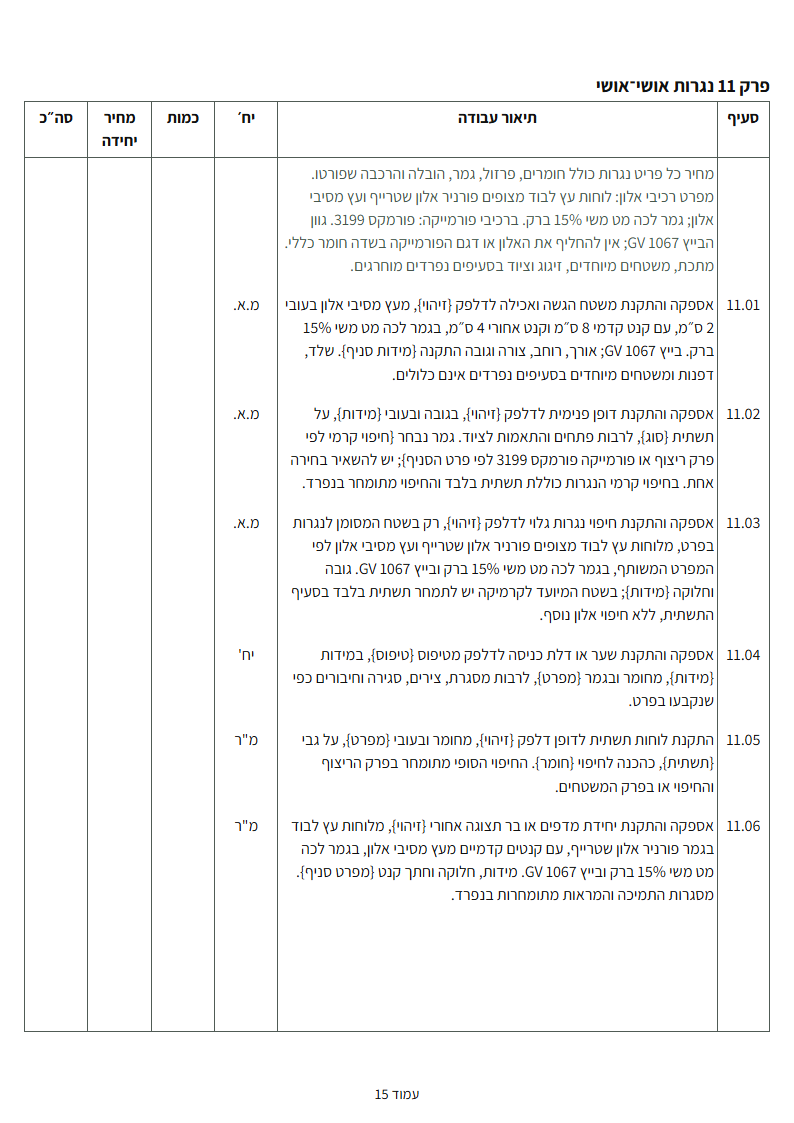 פרק 11 נגרות אושי־אושי
סעיף תיאור עבודה יח׳ כמות מחיר יחידה סה״כ
מחיר כל פריט נגרות כולל חומרים, פרזול, גמר, הובלה והרכבה שפורטו.
מפרט רכיבי אלון: לוחות עץ לבוד מצופים פורניר אלון שטרייף ועץ מסיבי
אלון; גמר לכה מט משי 15% ברק. ברכיבי פורמייקה: פורמקס 3199. גוון
הבייץ GV 1067; אין להחליף את האלון או דגם הפורמייקה בשדה חומר כללי.
מתכת, משטחים מיוחדים, זיגוג וציוד בסעיפים נפרדים מוחרגים.
11.01 אספקה והתקנת משטח הגשה ואכילה לדלפק {זיהוי}, מעץ מסיבי אלון בעובי מ.א.
2 ס״מ, עם קנט קדמי 8 ס״מ וקנט אחורי 4 ס״מ, בגמר לכה מט משי 15%
ברק. בייץ GV 1067; אורך, רוחב, צורה וגובה התקנה {מידות סניף}. שלד,
דפנות ומשטחים מיוחדים בסעיפים נפרדים אינם כלולים.
11.02 אספקה והתקנת דופן פנימית לדלפק {זיהוי}, בגובה ובעובי {מידות}, על מ.א.
תשתית {סוג}, לרבות פתחים והתאמות לציוד. גמר נבחר {חיפוי קרמי לפי
פרק ריצוף או פורמייקה פורמקס 3199 לפי פרט הסניף}; יש להשאיר בחירה
אחת. בחיפוי קרמי הנגרות כוללת תשתית בלבד והחיפוי מתומחר בנפרד.
11.03 אספקה והתקנת חיפוי נגרות גלוי לדלפק {זיהוי}, רק בשטח המסומן לנגרות מ.א.
בפרט, מלוחות עץ לבוד מצופים פורניר אלון שטרייף ועץ מסיבי אלון לפי
המפרט המשותף, בגמר לכה מט משי 15% ברק ובייץ GV 1067. גובה
וחלוקה {מידות}; בשטח המיועד לקרמיקה יש לתמחר תשתית בלבד בסעיף
התשתית, ללא חיפוי אלון נוסף.
11.04 אספקה והתקנת שער או דלת כניסה לדלפק מטיפוס {טיפוס}, במידות יח'
{מידות}, מחומר ובגמר {מפרט}, לרבות מסגרת, צירים, סגירה וחיבורים כפי
שנקבעו בפרט.
11.05 התקנת לוחות תשתית לדופן דלפק {זיהוי}, מחומר ובעובי {מפרט}, על גבי מ"ר
{תשתית}, כהכנה לחיפוי {חומר}. החיפוי הסופי מתומחר בפרק הריצוף
והחיפוי או בפרק המשטחים.
11.06 אספקה והתקנת יחידת מדפים או בר תצוגה אחורי {זיהוי}, מלוחות עץ לבוד מ"ר
בגמר פורניר אלון שטרייף, עם קנטים קדמיים מעץ מסיבי אלון, בגמר לכה
מט משי 15% ברק ובייץ GV 1067. מידות, חלוקה וחתך קנט {מפרט סניף}.
מסגרות התמיכה והמראות מתומחרות בנפרד.
עמוד 15